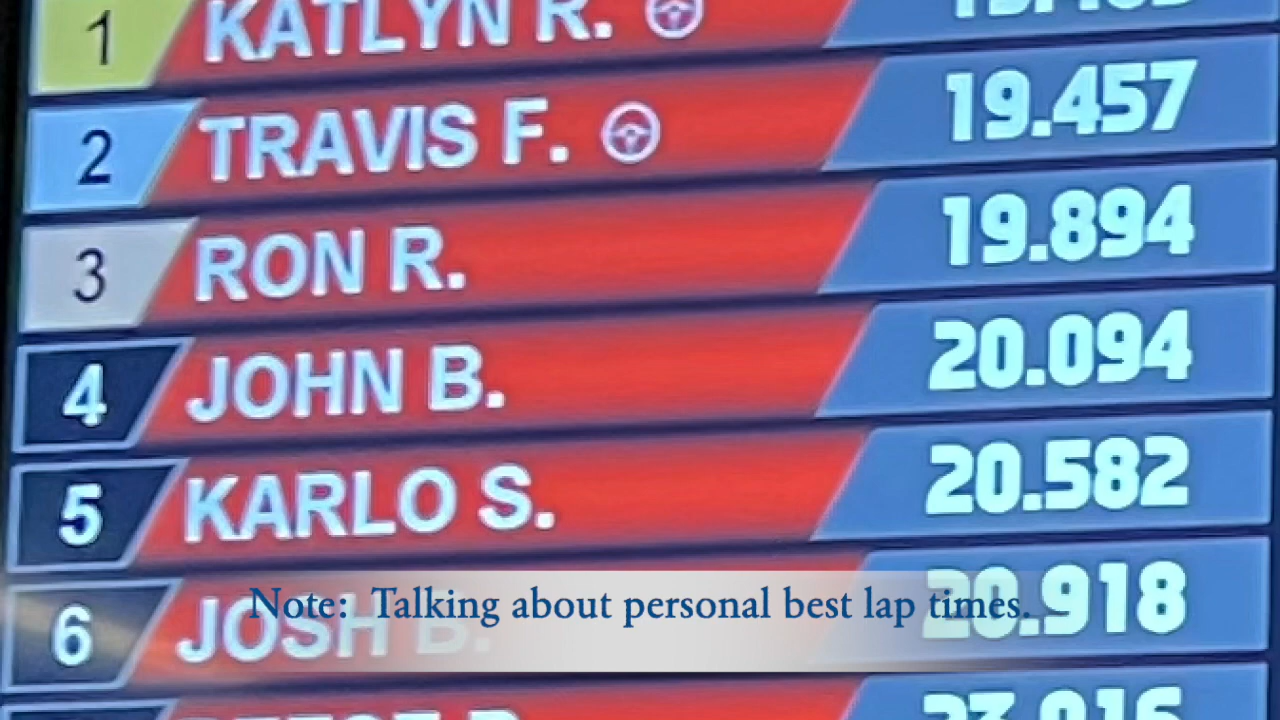 1 KATLYN R.
2 TRAVIS F. 19.457
3 RON R. 19.894
4 JOHN B. 20.094
5 KARLO S. 20.582
6 JOSH B. 20.918
Note: Talking about personal best lap times.